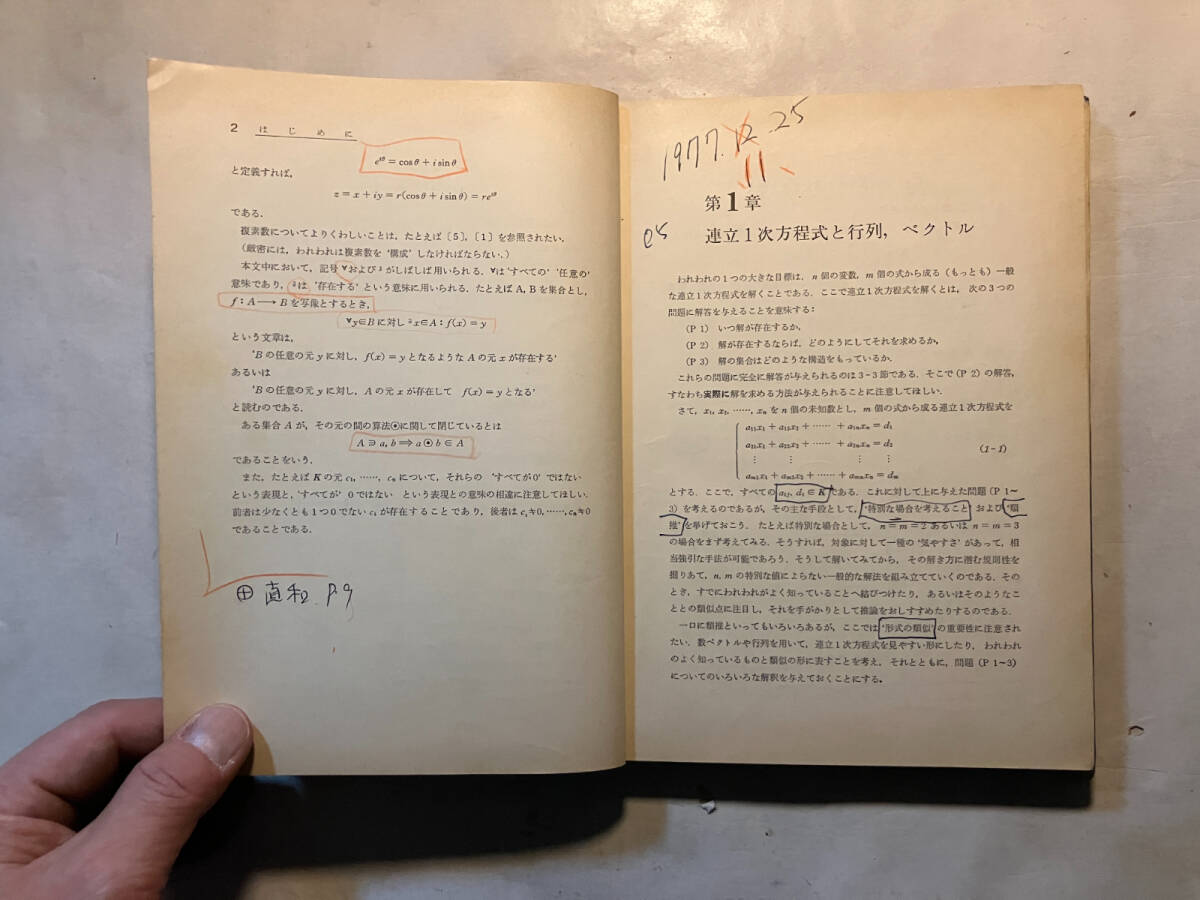 2 はじめに
e^{iθ} = cosθ + i sinθ
と定義すれば,
z = x + iy = r(cosθ + i sinθ) = re^{iθ}
である.
複素数についてよりくわしいことは, たとえば [5], [1] を参照されたい.
(厳密には, われわれは複素数を '構成' しなければならない.)
本文中において, 記号 ∀ および ∃ がしばしば用いられる. ∀は 'すべての' '任意の'
意味であり, ∃は '存在する' という意味に用いられる. たとえば A, B を集合とし,
f : A → B を写像とするとき,
∀y∈B に対し ∃x∈A : f(x) = y
という文章は,
'B の任意の元 y に対し, f(x) = y となるような A の元 x が存在する'
あるいは
'B の任意の元 y に対し, A の元 x が存在して f(x) = y となる'
と読むのである.
ある集合 A が, その元の間の算法⊙に関して閉じているとは
A ∋ a, b ⟹ a ⊙ b ∈ A
であることをいう.
また, たとえば K の元 c₁, ……, cₙ について, それらの 'すべてが 0' ではない
という表現と, 'すべてが' 0 ではない という表現との意味の相違に注意してほしい.
前者は少なくとも 1 つ 0 でない cᵢ が存在することであり, 後者は c₁≠0, ……, cₙ≠0
であることである.
田 直和 P.9
1977.12.25
11
第1章
連立1次方程式と行列, ベクトル
われわれの 1 つの大きな目標は, n 個の変数, m 個の式から成る (もっとも) 一般
な連立 1 次方程式を解くことである. ここで連立 1 次方程式を解くとは, 次の 3 つの
問題に解答を与えることを意味する:
(P 1) いつ解が存在するか,
(P 2) 解が存在するならば, どのようにしてそれを求めるか,
(P 3) 解の集合はどのような構造をもっているか.
これらの問題に完全に解答が与えられるのは 3-3 節である. そこで (P 2) の解答,
すなわち実際に解を求める方法が与えられることに注意してほしい.
さて, x₁, x₂, ……, xₙ を n 個の未知数とし, m 個の式から成る連立 1 次方程式を
a₁₁x₁ + a₁₂x₂ + …… + a₁ₙxₙ = d₁
a₂₁x₁ + a₂₂x₂ + …… + a₂ₙxₙ = d₂
⋮ ⋮ ⋮ ⋮
(1-1)
aₘ₁x₁ + aₘ₂x₂ + …… + aₘₙxₙ = dₘ
とする. ここで, すべての aᵢⱼ, dᵢ ∈ K である. これに対して上に与えた問題 (P 1~
3) を考えるのであるが, その主な手段として, '特別な場合を考えること' および '類
推' を挙げておこう. たとえば特別な場合として, n = m = 2 あるいは n = m = 3
の場合をまず考えてみる. そうすれば, 対象に対して一種の '気やすさ' があって, 相
当強引な手法が可能であろう. そうして解いてみてから, その解き方に潜む規則性を
掘りあて, n, m の特別な値によらない一般的な解法を組み立てていくのである. その
とき, すでにわれわれがよく知っていることへ結びつけたり, あるいはそのようなこ
ととの類似点に注目し, それを手がかりとして推論をおしすすめたりするのである.
一口に類推といってもいろいろあるが, ここでは '形式の類似' の重要性に注意され
たい. 数ベクトルや行列を用いて, 連立 1 次方程式を見やすい形にしたり, われわれ
のよく知っているものと類似の形に表すことを考え, それとともに, 問題 (P 1~3)
についてのいろいろな解釈を与えておくことにする.